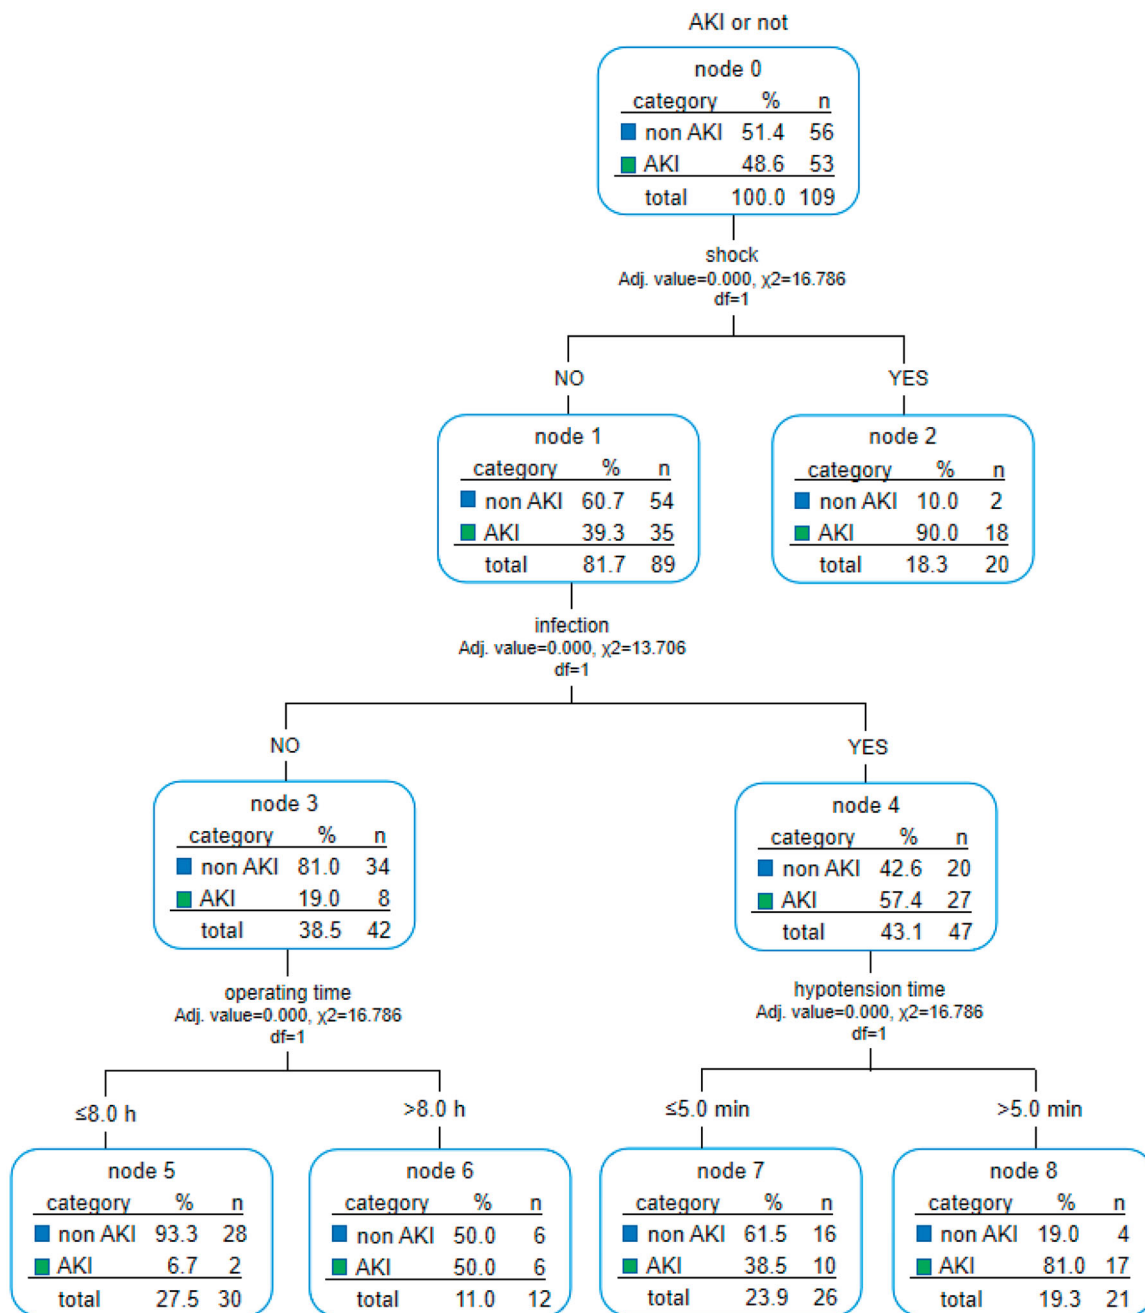 AKI or not
node 0
category % n
non AKI 51.4 56
AKI 48.6 53
total 100.0 109
shock
Adj. value=0.000, χ2=16.786
df=1
NO
YES
node 1
category % n
non AKI 60.7 54
AKI 39.3 35
total 81.7 89
node 2
category % n
non AKI 10.0 2
AKI 90.0 18
total 18.3 20
infection
Adj. value=0.000, χ2=13.706
df=1
NO
YES
node 3
category % n
non AKI 81.0 34
AKI 19.0 8
total 38.5 42
node 4
category % n
non AKI 42.6 20
AKI 57.4 27
total 43.1 47
operating time
Adj. value=0.000, χ2=16.786
df=1
hypotension time
Adj. value=0.000, χ2=16.786
df=1
≤8.0 h
>8.0 h
≤5.0 min
>5.0 min
node 5
category % n
non AKI 93.3 28
AKI 6.7 2
total 27.5 30
node 6
category % n
non AKI 50.0 6
AKI 50.0 6
total 11.0 12
node 7
category % n
non AKI 61.5 16
AKI 38.5 10
total 23.9 26
node 8
category % n
non AKI 19.0 4
AKI 81.0 17
total 19.3 21